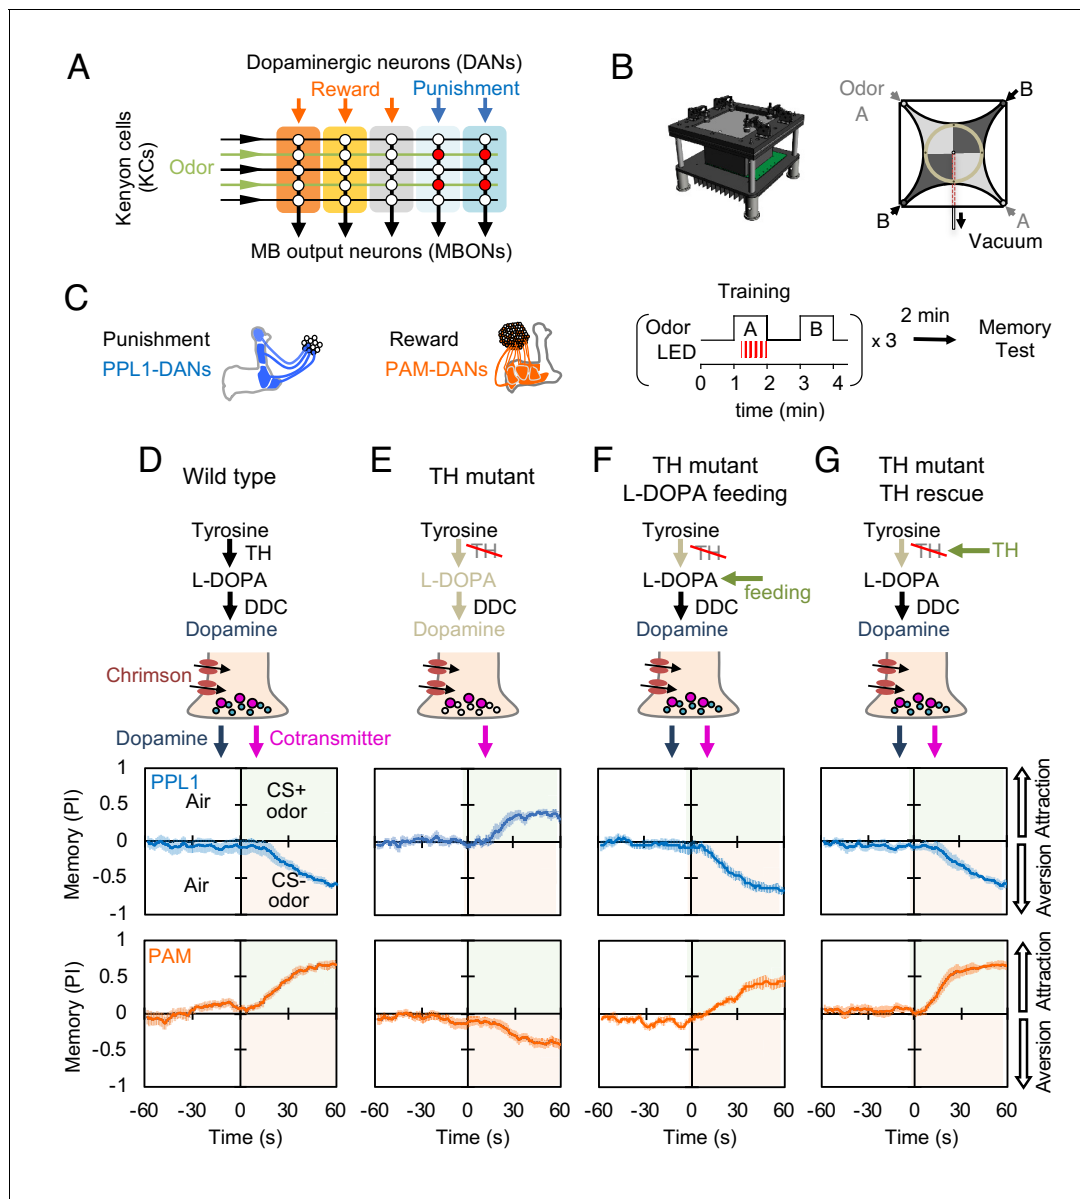 A
Dopaminergic neurons (DANs)
Reward
Punishment
Kenyon cells
(KCs)
Odor
MB output neurons (MBONs)
B
Odor
A
B
B
A
Vacuum
C
Punishment
PPL1-DANs
Reward
PAM-DANs
Training
Odor
LED
A
B
0 1 2 3 4
time (min)
x 3
2 min
Memory
Test
D
Wild type
Tyrosine
TH
L-DOPA
DDC
Dopamine
Chrimson
Dopamine
Cotransmitter
E
TH mutant
Tyrosine
TH
L-DOPA
DDC
Dopamine
F
TH mutant
L-DOPA feeding
Tyrosine
TH
L-DOPA
feeding
DDC
Dopamine
G
TH mutant
TH rescue
Tyrosine
TH
TH
L-DOPA
DDC
Dopamine
Memory (PI)
1
0.5
0
-0.5
-1
PPL1
Air
CS+
odor
Air
CS-
odor
Attraction
Aversion
Memory (PI)
1
0.5
0
-0.5
-1
PAM
Attraction
Aversion
-60 -30 0 30 60
Time (s)
-60 -30 0 30 60
Time (s)
-60 -30 0 30 60
Time (s)
-60 -30 0 30 60
Time (s)